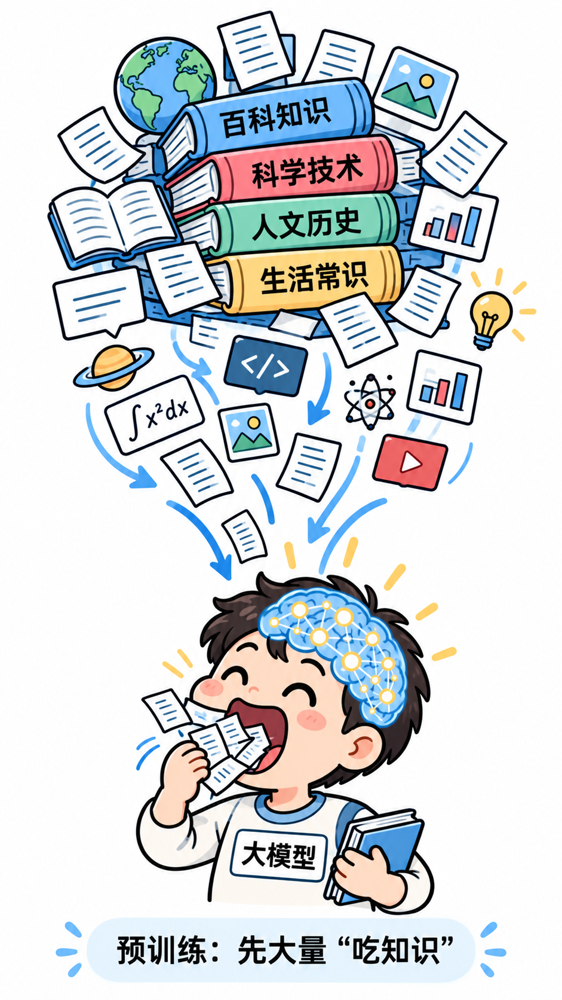 百科知识
科学技术
人文历史
生活常识
</>
∫x²dx
大模型
预训练：先大量“吃知识”